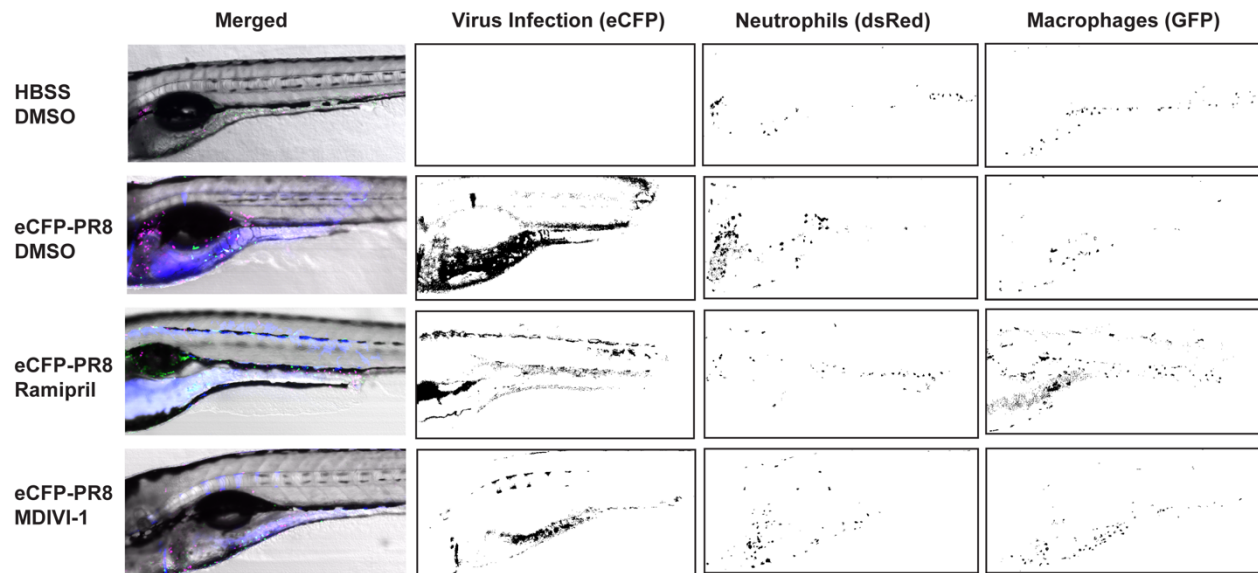 Merged
Virus Infection (eCFP)
Neutrophils (dsRed)
Macrophages (GFP)
HBSS
DMSO
eCFP-PR8
DMSO
eCFP-PR8
Ramipril
eCFP-PR8
MDIVI-1